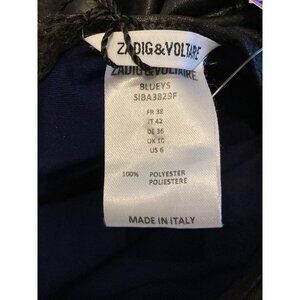 ZADIG&VOLTAIRE
ZADIG&VOLTAIRE
BLUEYS
SIBA3829F
FR 38
IT 42
DE 36
UK 10
US 6
100% POLYESTER
POLIESTERE
MADE IN ITALY